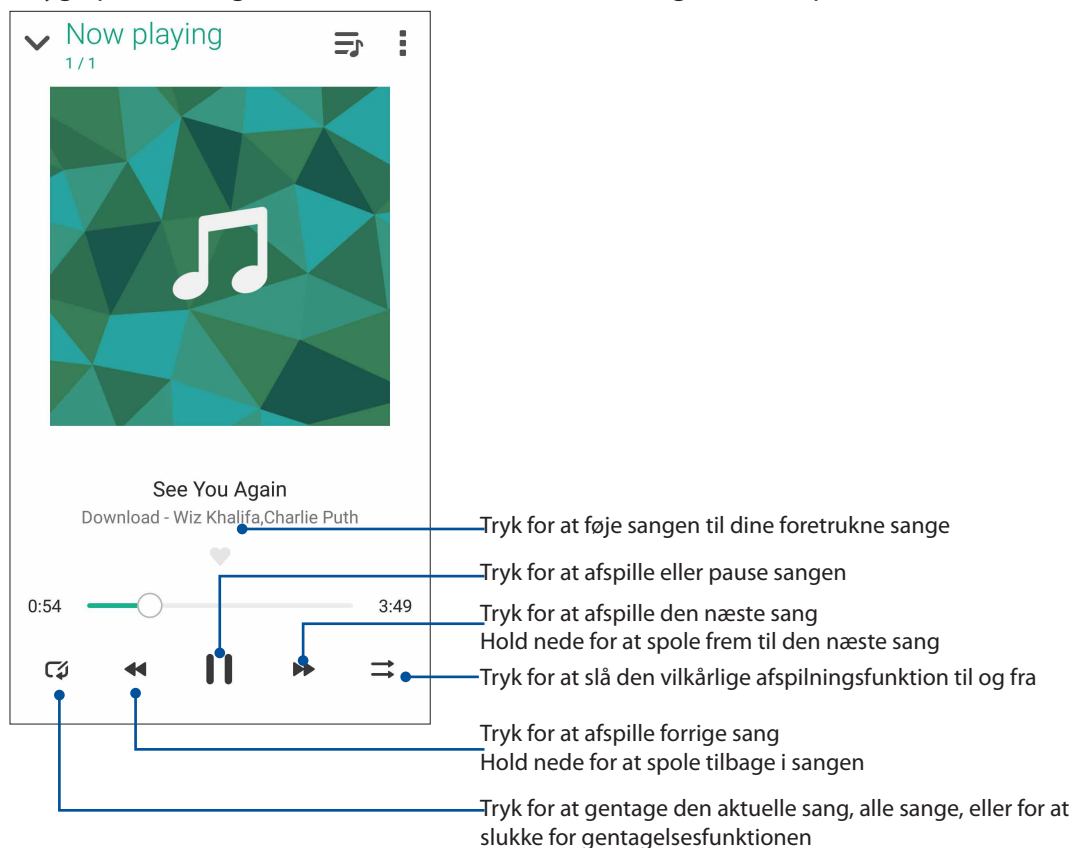 Now playing
1 / 1
See You Again
Download - Wiz Khalifa,Charlie Puth
0:54
3:49
Tryk for at føje sangen til dine foretrukne sange
Tryk for at afspille eller pause sangen
Tryk for at afspille den næste sang
Hold nede for at spole frem til den næste sang
Tryk for at slå den vilkårlige afspilningsfunktion til og fra
Tryk for at afspille forrige sang
Hold nede for at spole tilbage i sangen
Tryk for at gentage den aktuelle sang, alle sange, eller for at
slukke for gentagelsesfunktionen